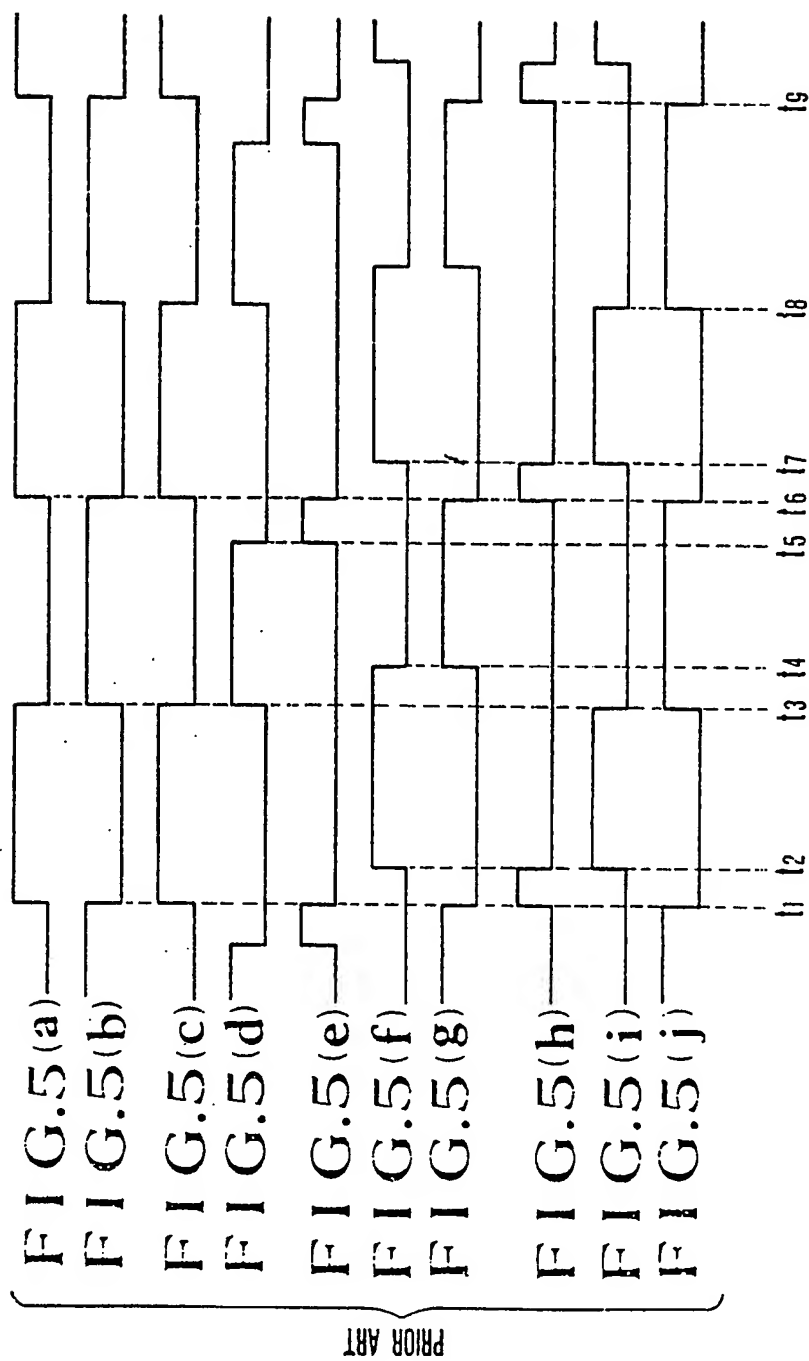 PRIOR ART
FIG.5(a)
FIG.5(b)
FIG.5(c)
FIG.5(d)
FIG.5(e)
FIG.5(f)
FIG.5(g)
FIG.5(h)
FIG.5(i)
FIG.5(j)
t1 t2 t3 t4 t5 t6 t7 t8 t9